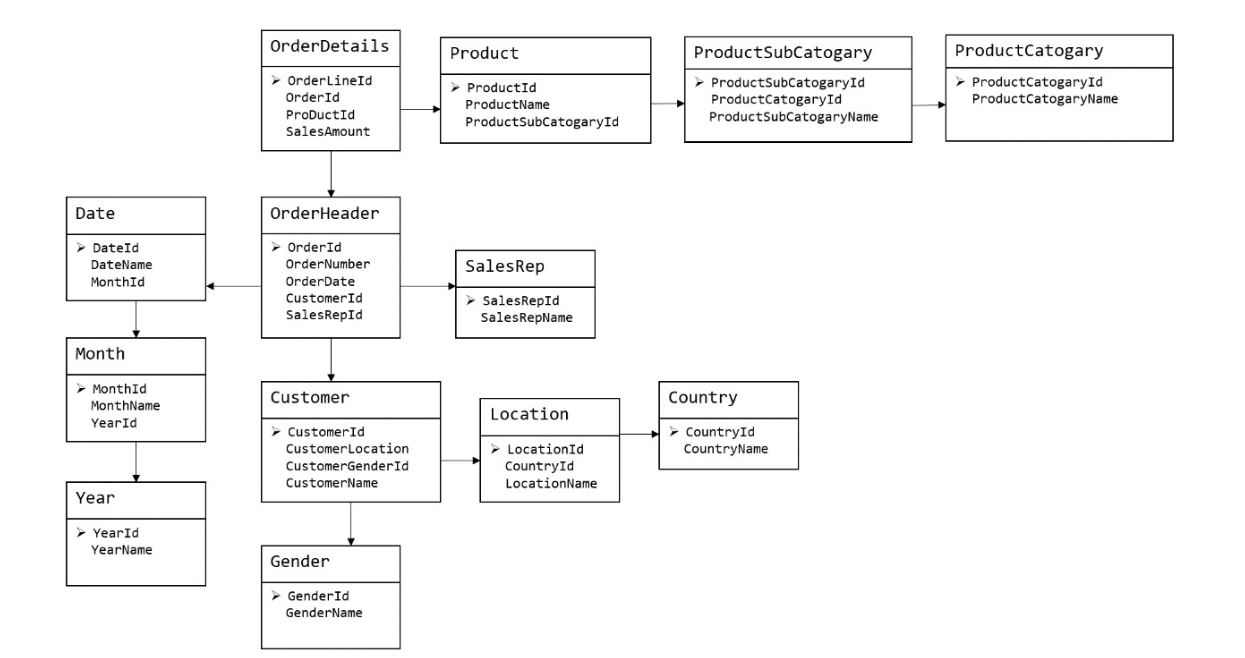 OrderDetails
OrderLineId
OrderId
ProDuctId
SalesAmount
Product
ProductId
ProductName
ProductSubCatogaryId
ProductSubCatogary
ProductSubCatogaryId
ProductCatogaryId
ProductSubCatogaryName
ProductCatogary
ProductCatogaryId
ProductCatogaryName
Date
DateId
DateName
MonthId
OrderHeader
OrderId
OrderNumber
OrderDate
CustomerId
SalesRepId
SalesRep
SalesRepId
SalesRepName
Month
MonthId
MonthName
YearId
Customer
CustomerId
CustomerLocation
CustomerGenderId
CustomerName
Location
LocationId
CountryId
LocationName
Country
CountryId
CountryName
Year
YearId
YearName
Gender
GenderId
GenderName